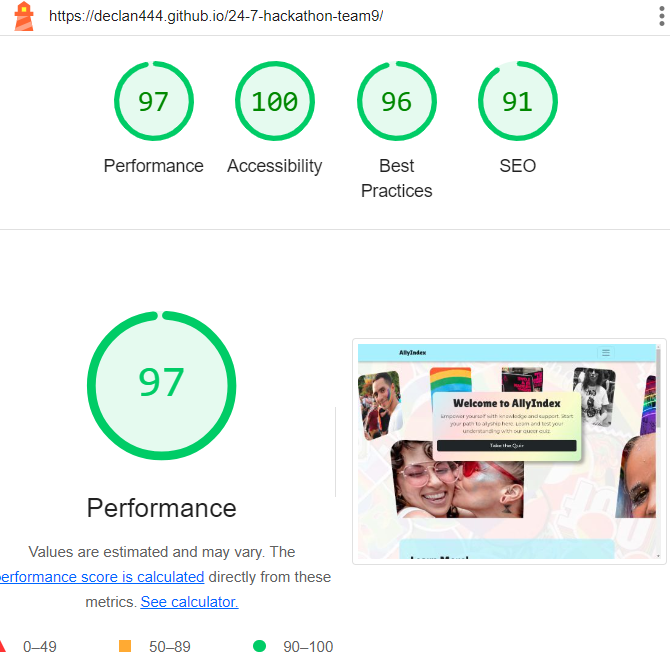 https://declan444.github.io/24-7-hackathon-team9/
97
100
96
91
Performance
Accessibility
Best
Practices
SEO
97
Performance
Values are estimated and may vary. The
performance score is calculated directly from these
metrics. See calculator.
0–49
50–89
90–100
AllyIndex
Welcome to AllyIndex
Empower yourself with knowledge and support. Start
your path to allyship here. Learn and test your
understanding with our queer quiz.
Take the Quiz
Learn More!